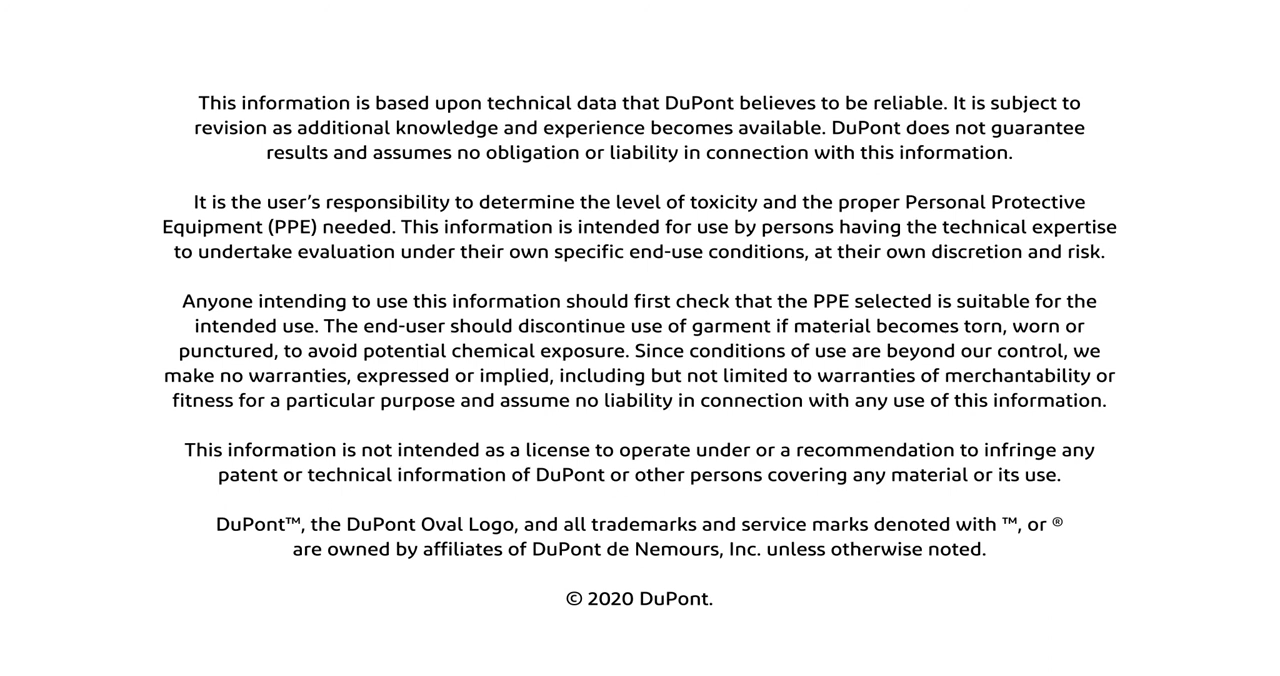 This information is based upon technical data that DuPont believes to be reliable. It is subject to
revision as additional knowledge and experience becomes available. DuPont does not guarantee
results and assumes no obligation or liability in connection with this information.
It is the user’s responsibility to determine the level of toxicity and the proper Personal Protective
Equipment (PPE) needed. This information is intended for use by persons having the technical expertise
to undertake evaluation under their own specific end-use conditions, at their own discretion and risk.
Anyone intending to use this information should first check that the PPE selected is suitable for the
intended use. The end-user should discontinue use of garment if material becomes torn, worn or
punctured, to avoid potential chemical exposure. Since conditions of use are beyond our control, we
make no warranties, expressed or implied, including but not limited to warranties of merchantability or
fitness for a particular purpose and assume no liability in connection with any use of this information.
This information is not intended as a license to operate under or a recommendation to infringe any
patent or technical information of DuPont or other persons covering any material or its use.
DuPont™, the DuPont Oval Logo, and all trademarks and service marks denoted with ™, or ®
are owned by affiliates of DuPont de Nemours, Inc. unless otherwise noted.
© 2020 DuPont.